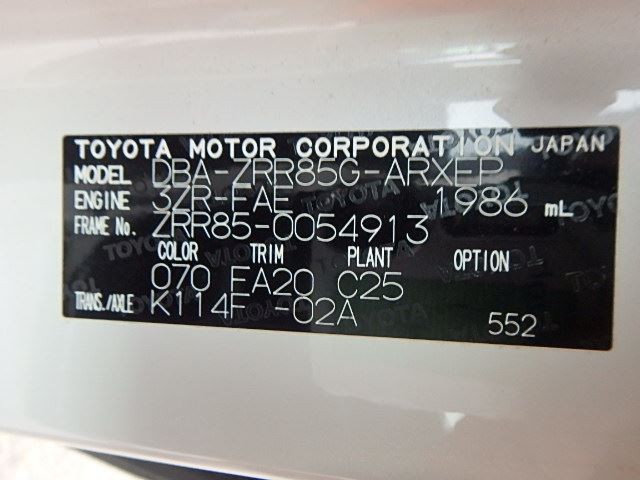 TOYOTA MOTOR CORPORATION JAPAN
MODEL DBA-ZRR85G-ARXEP
ENGINE 3ZR-FAE 1986 mL
FRAME No. ZRR85-0054913
COLOR TRIM PLANT OPTION
070 FA20 C25
TRANS./AXLE K114F -02A
552